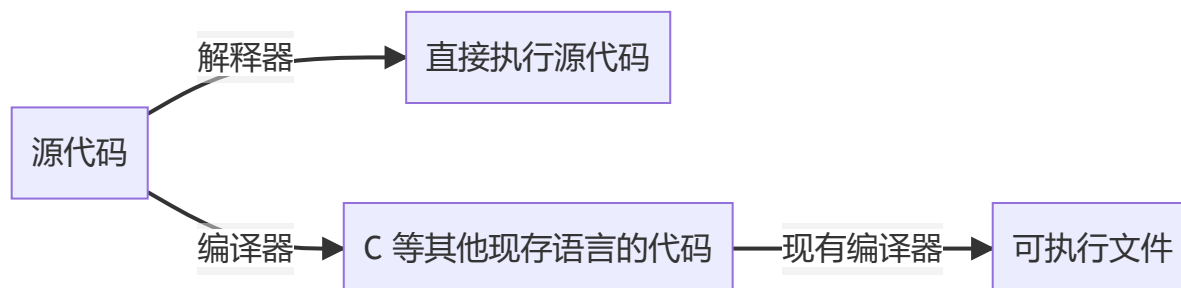 解释器
直接执行源代码
源代码
编译器
C 等其他现存语言的代码
现有编译器
可执行文件